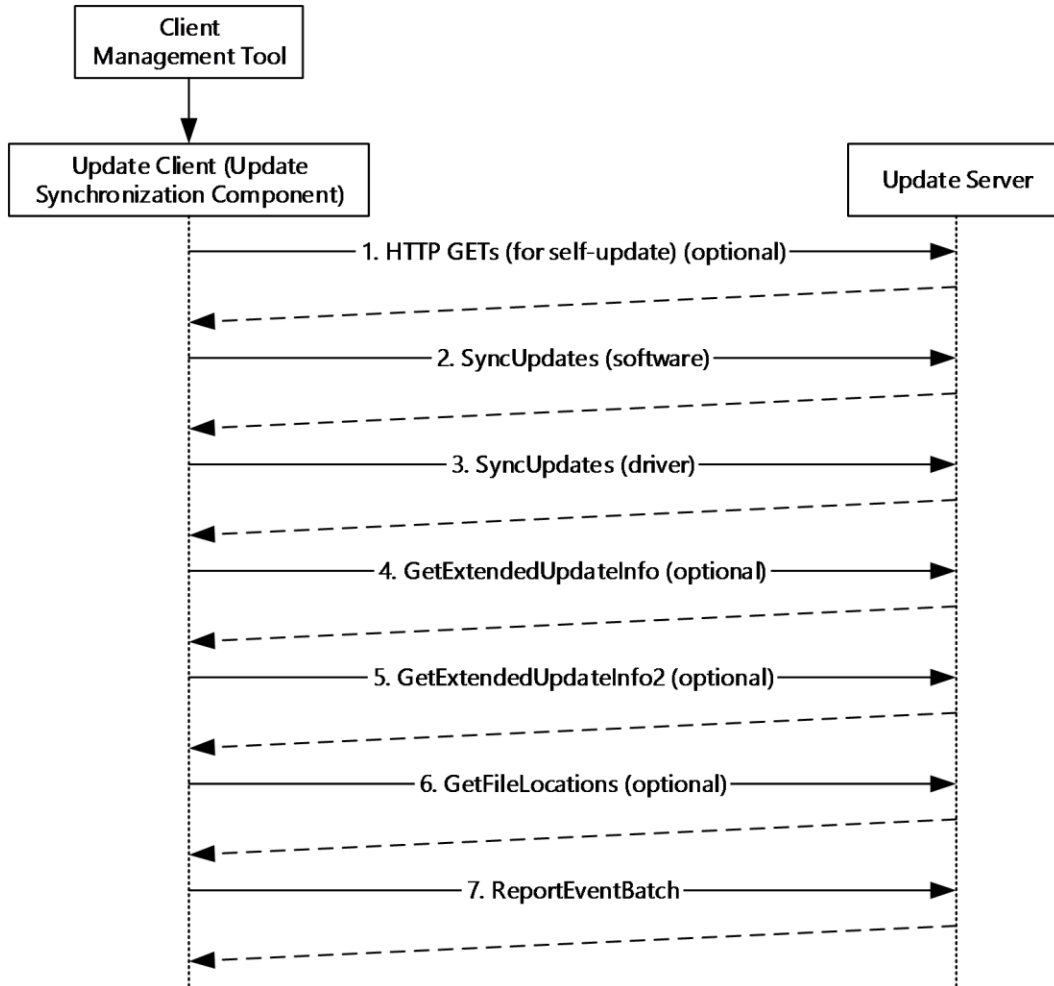 Client
Management Tool
Update Client (Update
Synchronization Component)
Update Server
1. HTTP GETs (for self-update) (optional)
2. SyncUpdates (software)
3. SyncUpdates (driver)
4. GetExtendedUpdateInfo (optional)
5. GetExtendedUpdateInfo2 (optional)
6. GetFileLocations (optional)
7. ReportEventBatch